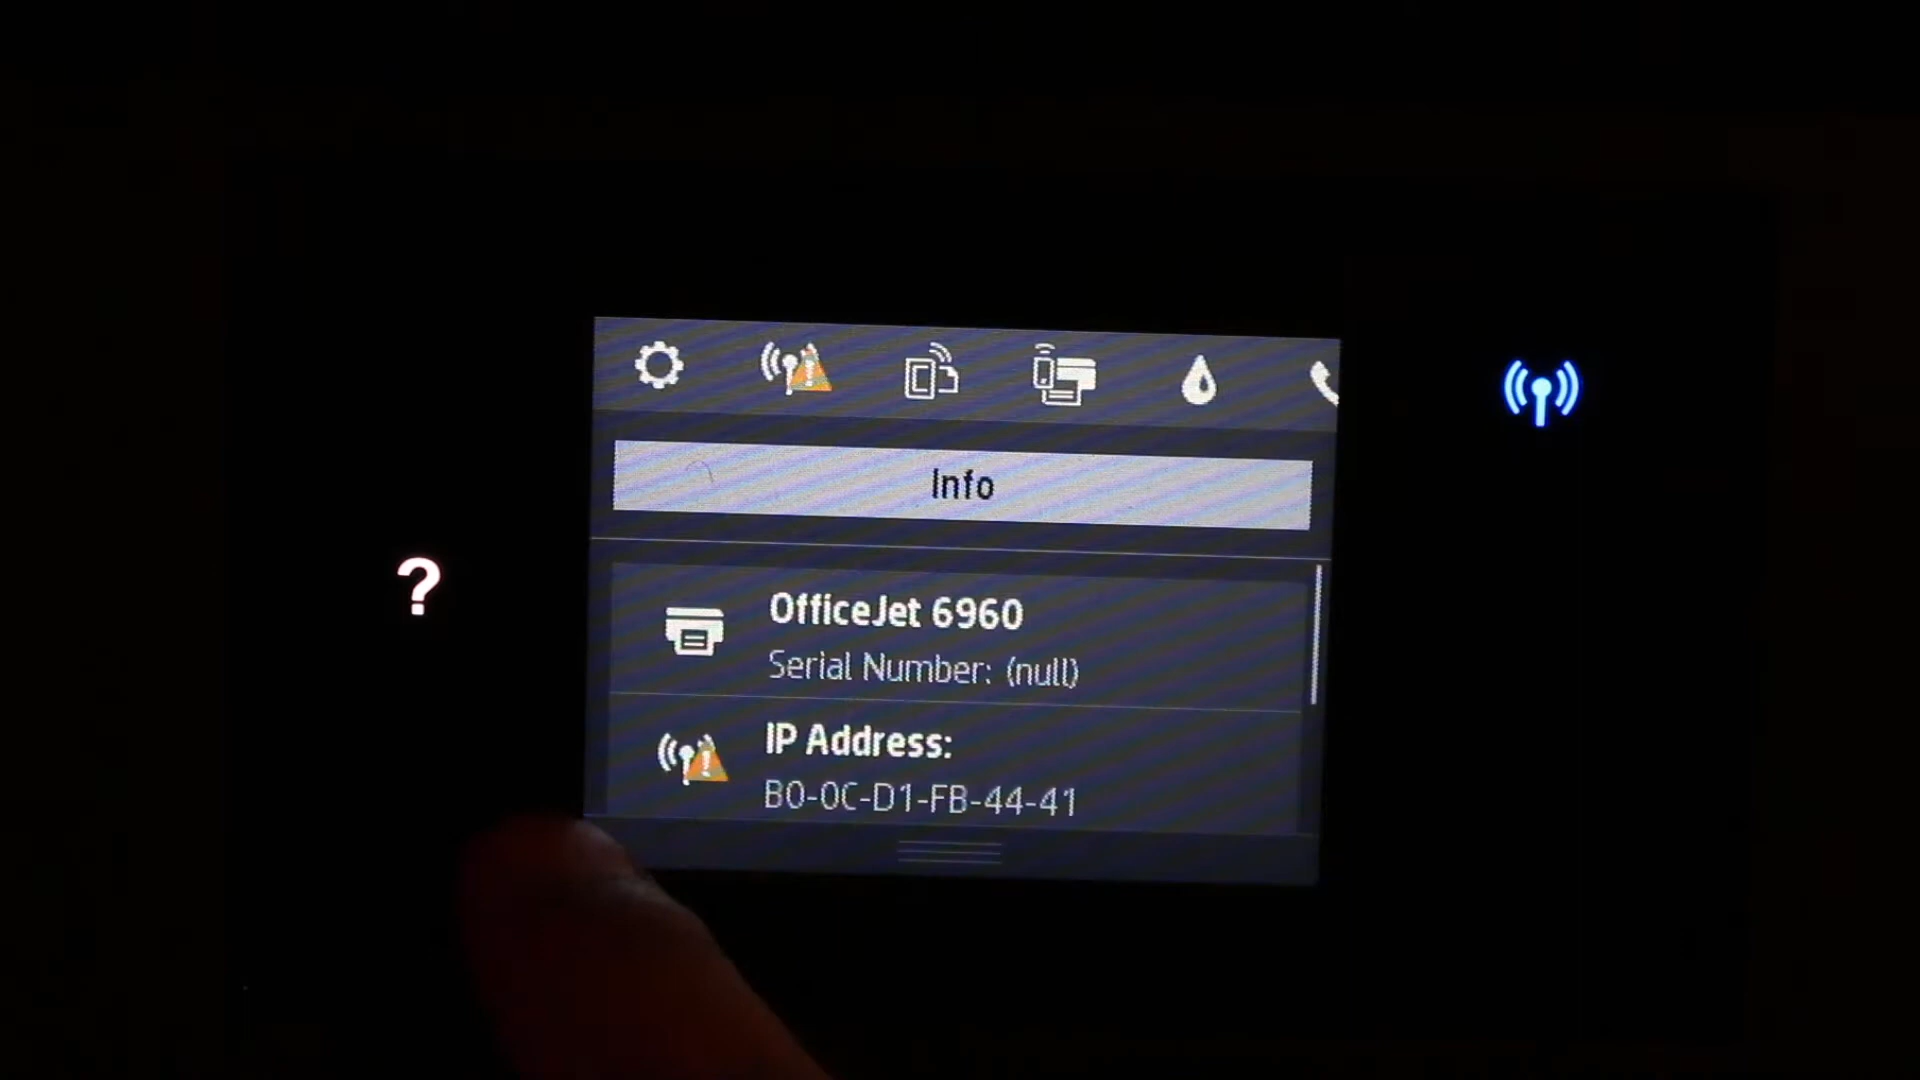 Info
OfficeJet 6960
Serial Number: (null)
IP Address:
B0-0C-D1-FB-44-41
?